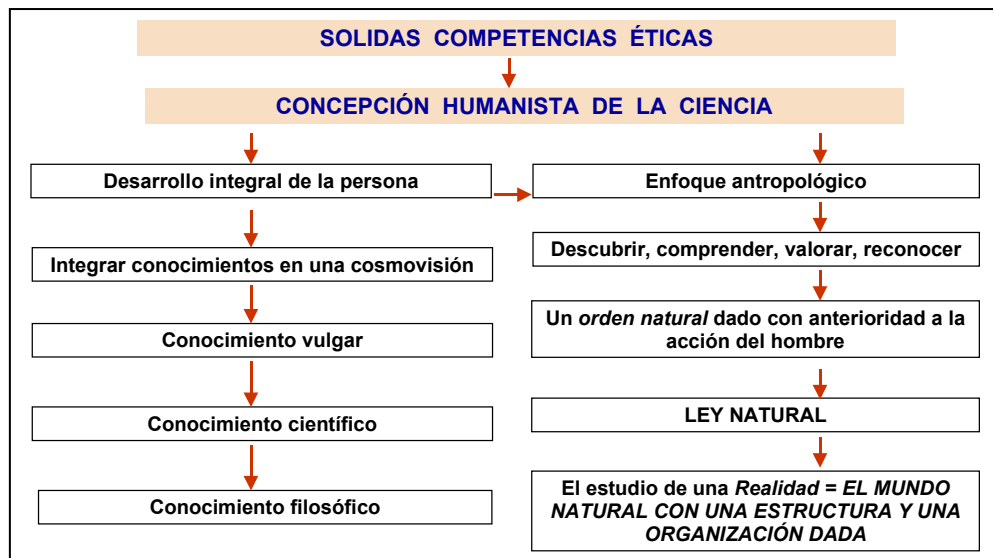 SOLIDAS COMPETENCIAS ÉTICAS
CONCEPCIÓN HUMANISTA DE LA CIENCIA
Desarrollo integral de la persona
Integrar conocimientos en una cosmovisión
Conocimiento vulgar
Conocimiento científico
Conocimiento filosófico
Enfoque antropológico
Descubrir, comprender, valorar, reconocer
Un orden natural dado con anterioridad a la
acción del hombre
LEY NATURAL
El estudio de una Realidad = EL MUNDO
NATURAL CON UNA ESTRUCTURA Y UNA
ORGANIZACIÓN DADA